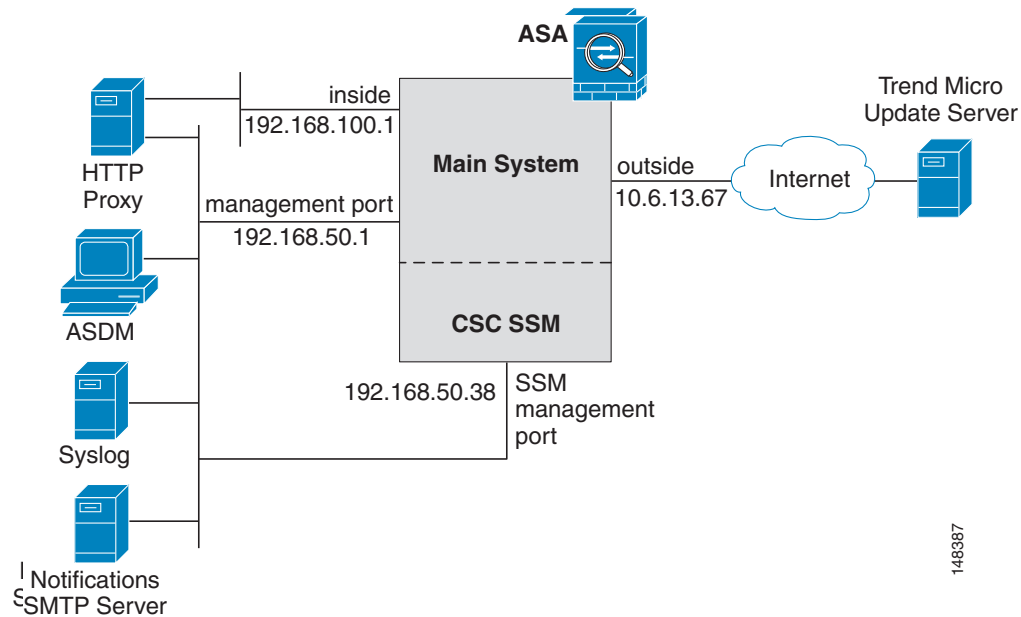 ASA
inside
192.168.100.1
Trend Micro
Update Server
HTTP
Proxy
Main System
outside
10.6.13.67
Internet
management port
192.168.50.1
ASDM
CSC SSM
192.168.50.38
SSM
management
port
Syslog
Notifications
SMTP Server
148387